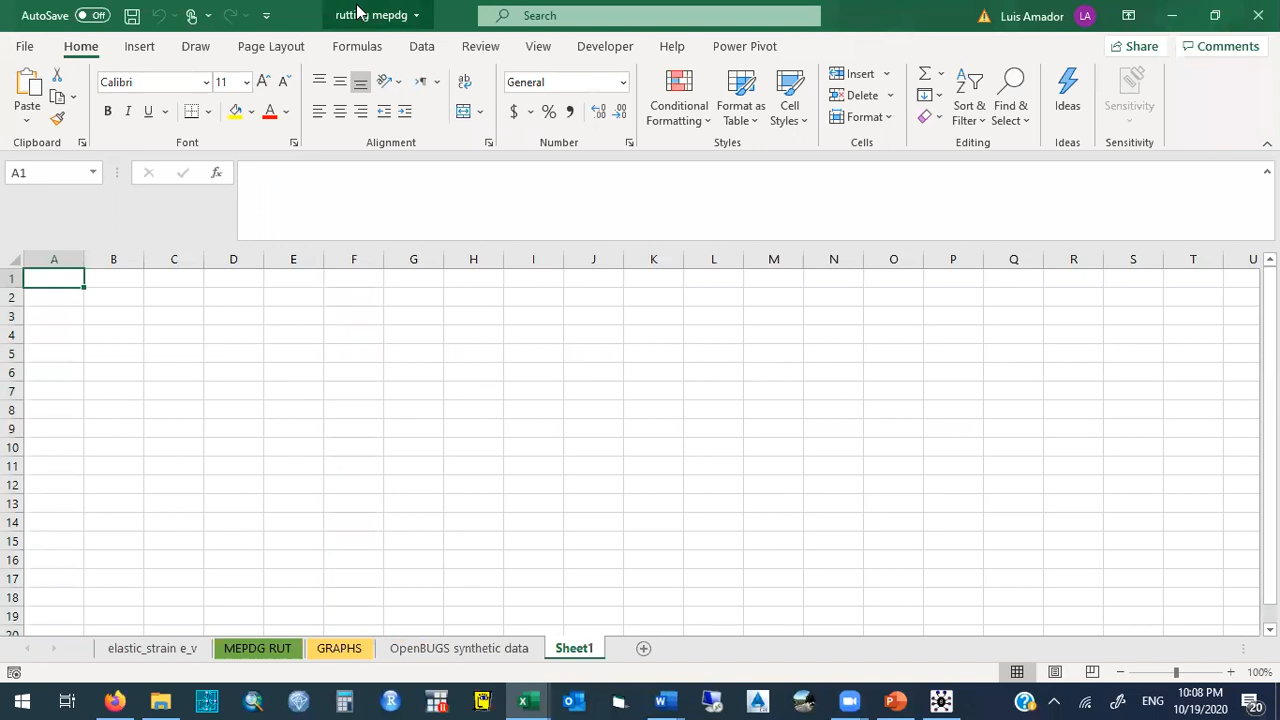 AutoSave Off rutting mepdg Search Luis Amador LA
File Home Insert Draw Page Layout Formulas Data Review View Developer Help Power Pivot Share Comments
Calibri 11 General Insert
Paste Conditional Formatting Format as Table Cell Styles Delete Sort & Filter Find & Select Ideas Sensitivity
Format
Clipboard Font Alignment Number Styles Cells Editing Ideas Sensitivity
A1 fx
A B C D E F G H I J K L M N O P Q R S T U
1
2
3
4
5
6
7
8
9
10
11
12
13
14
15
16
17
18
19
20
elastic_strain e_v MEPDG RUT GRAPHS OpenBUGS synthetic data Sheet1
100%
ENG 10:08 PM
10/19/2020 20